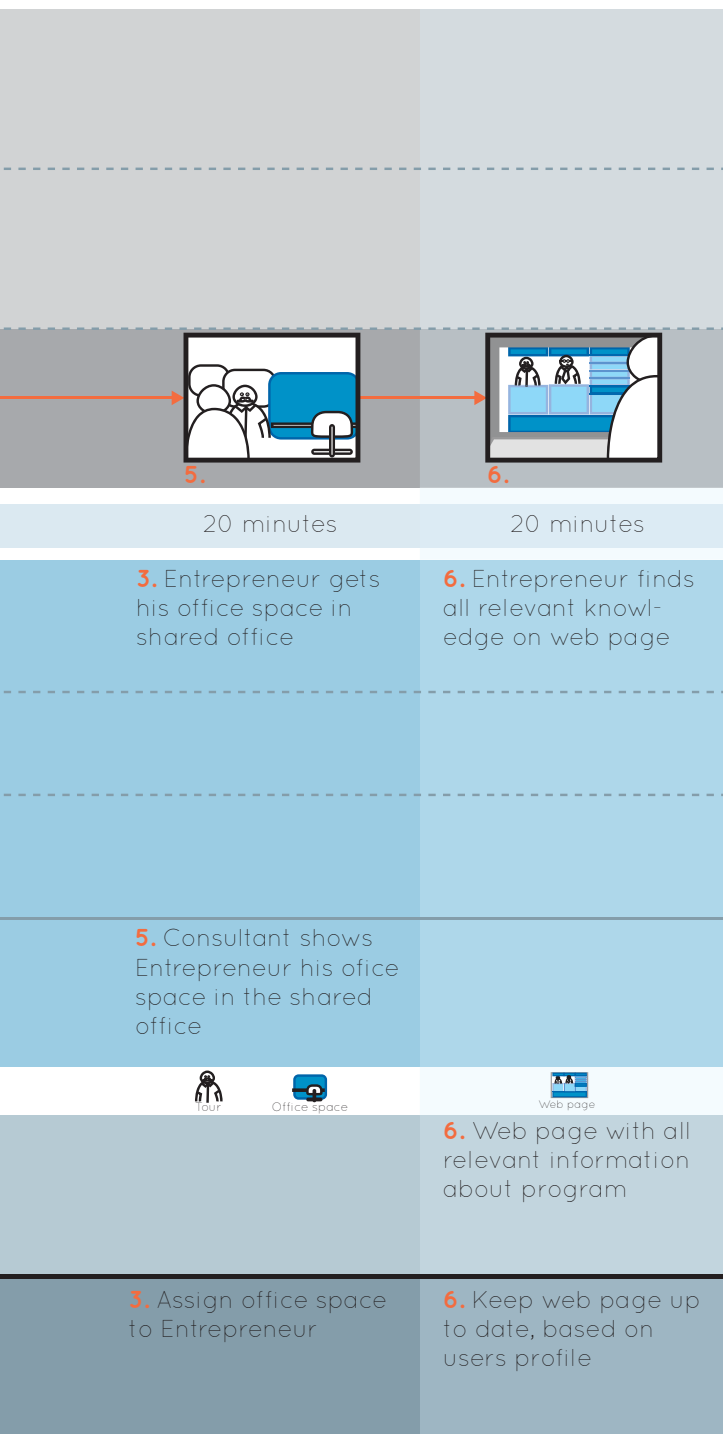 5.
6.
20 minutes
20 minutes
3. Entrepreneur gets
his office space in
shared office
6. Entrepreneur finds
all relevant knowl-
edge on web page
5. Consultant shows
Entrepreneur his ofice
space in the shared
office
Tour
Office space
Web page
6. Web page with all
relevant information
about program
3. Assign office space
to Entrepreneur
6. Keep web page up
to date, based on
users profile